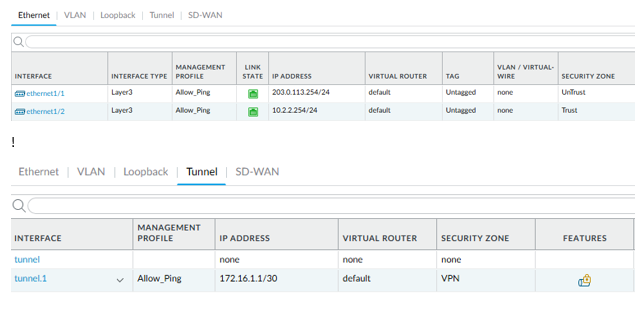 Ethernet | VLAN | Loopback | Tunnel | SD-WAN
INTERFACE INTERFACE TYPE MANAGEMENT PROFILE LINK STATE IP ADDRESS VIRTUAL ROUTER TAG VLAN / VIRTUAL-WIRE SECURITY ZONE
ethernet1/1 Layer3 Allow_Ping 203.0.113.254/24 default Untagged none UnTrust
ethernet1/2 Layer3 Allow_Ping 10.2.2.254/24 default Untagged none Trust
!
Ethernet | VLAN | Loopback | Tunnel | SD-WAN
INTERFACE MANAGEMENT PROFILE IP ADDRESS VIRTUAL ROUTER SECURITY ZONE FEATURES
tunnel none none none
tunnel.1 Allow_Ping 172.16.1.1/30 default VPN